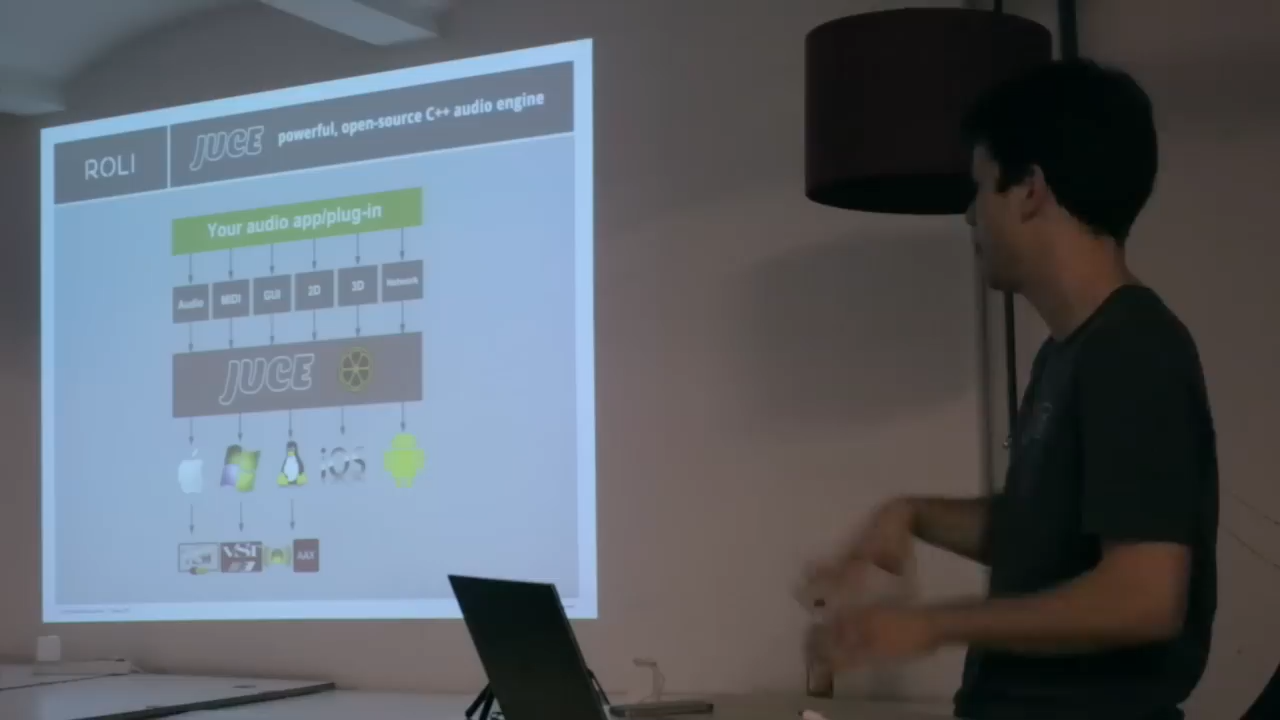 ROLI
JUCE powerful, open-source C++ audio engine
Your audio app/plug-in
Audio MIDI GUI 2D 3D Network
JUCE
iOS
VST AAX